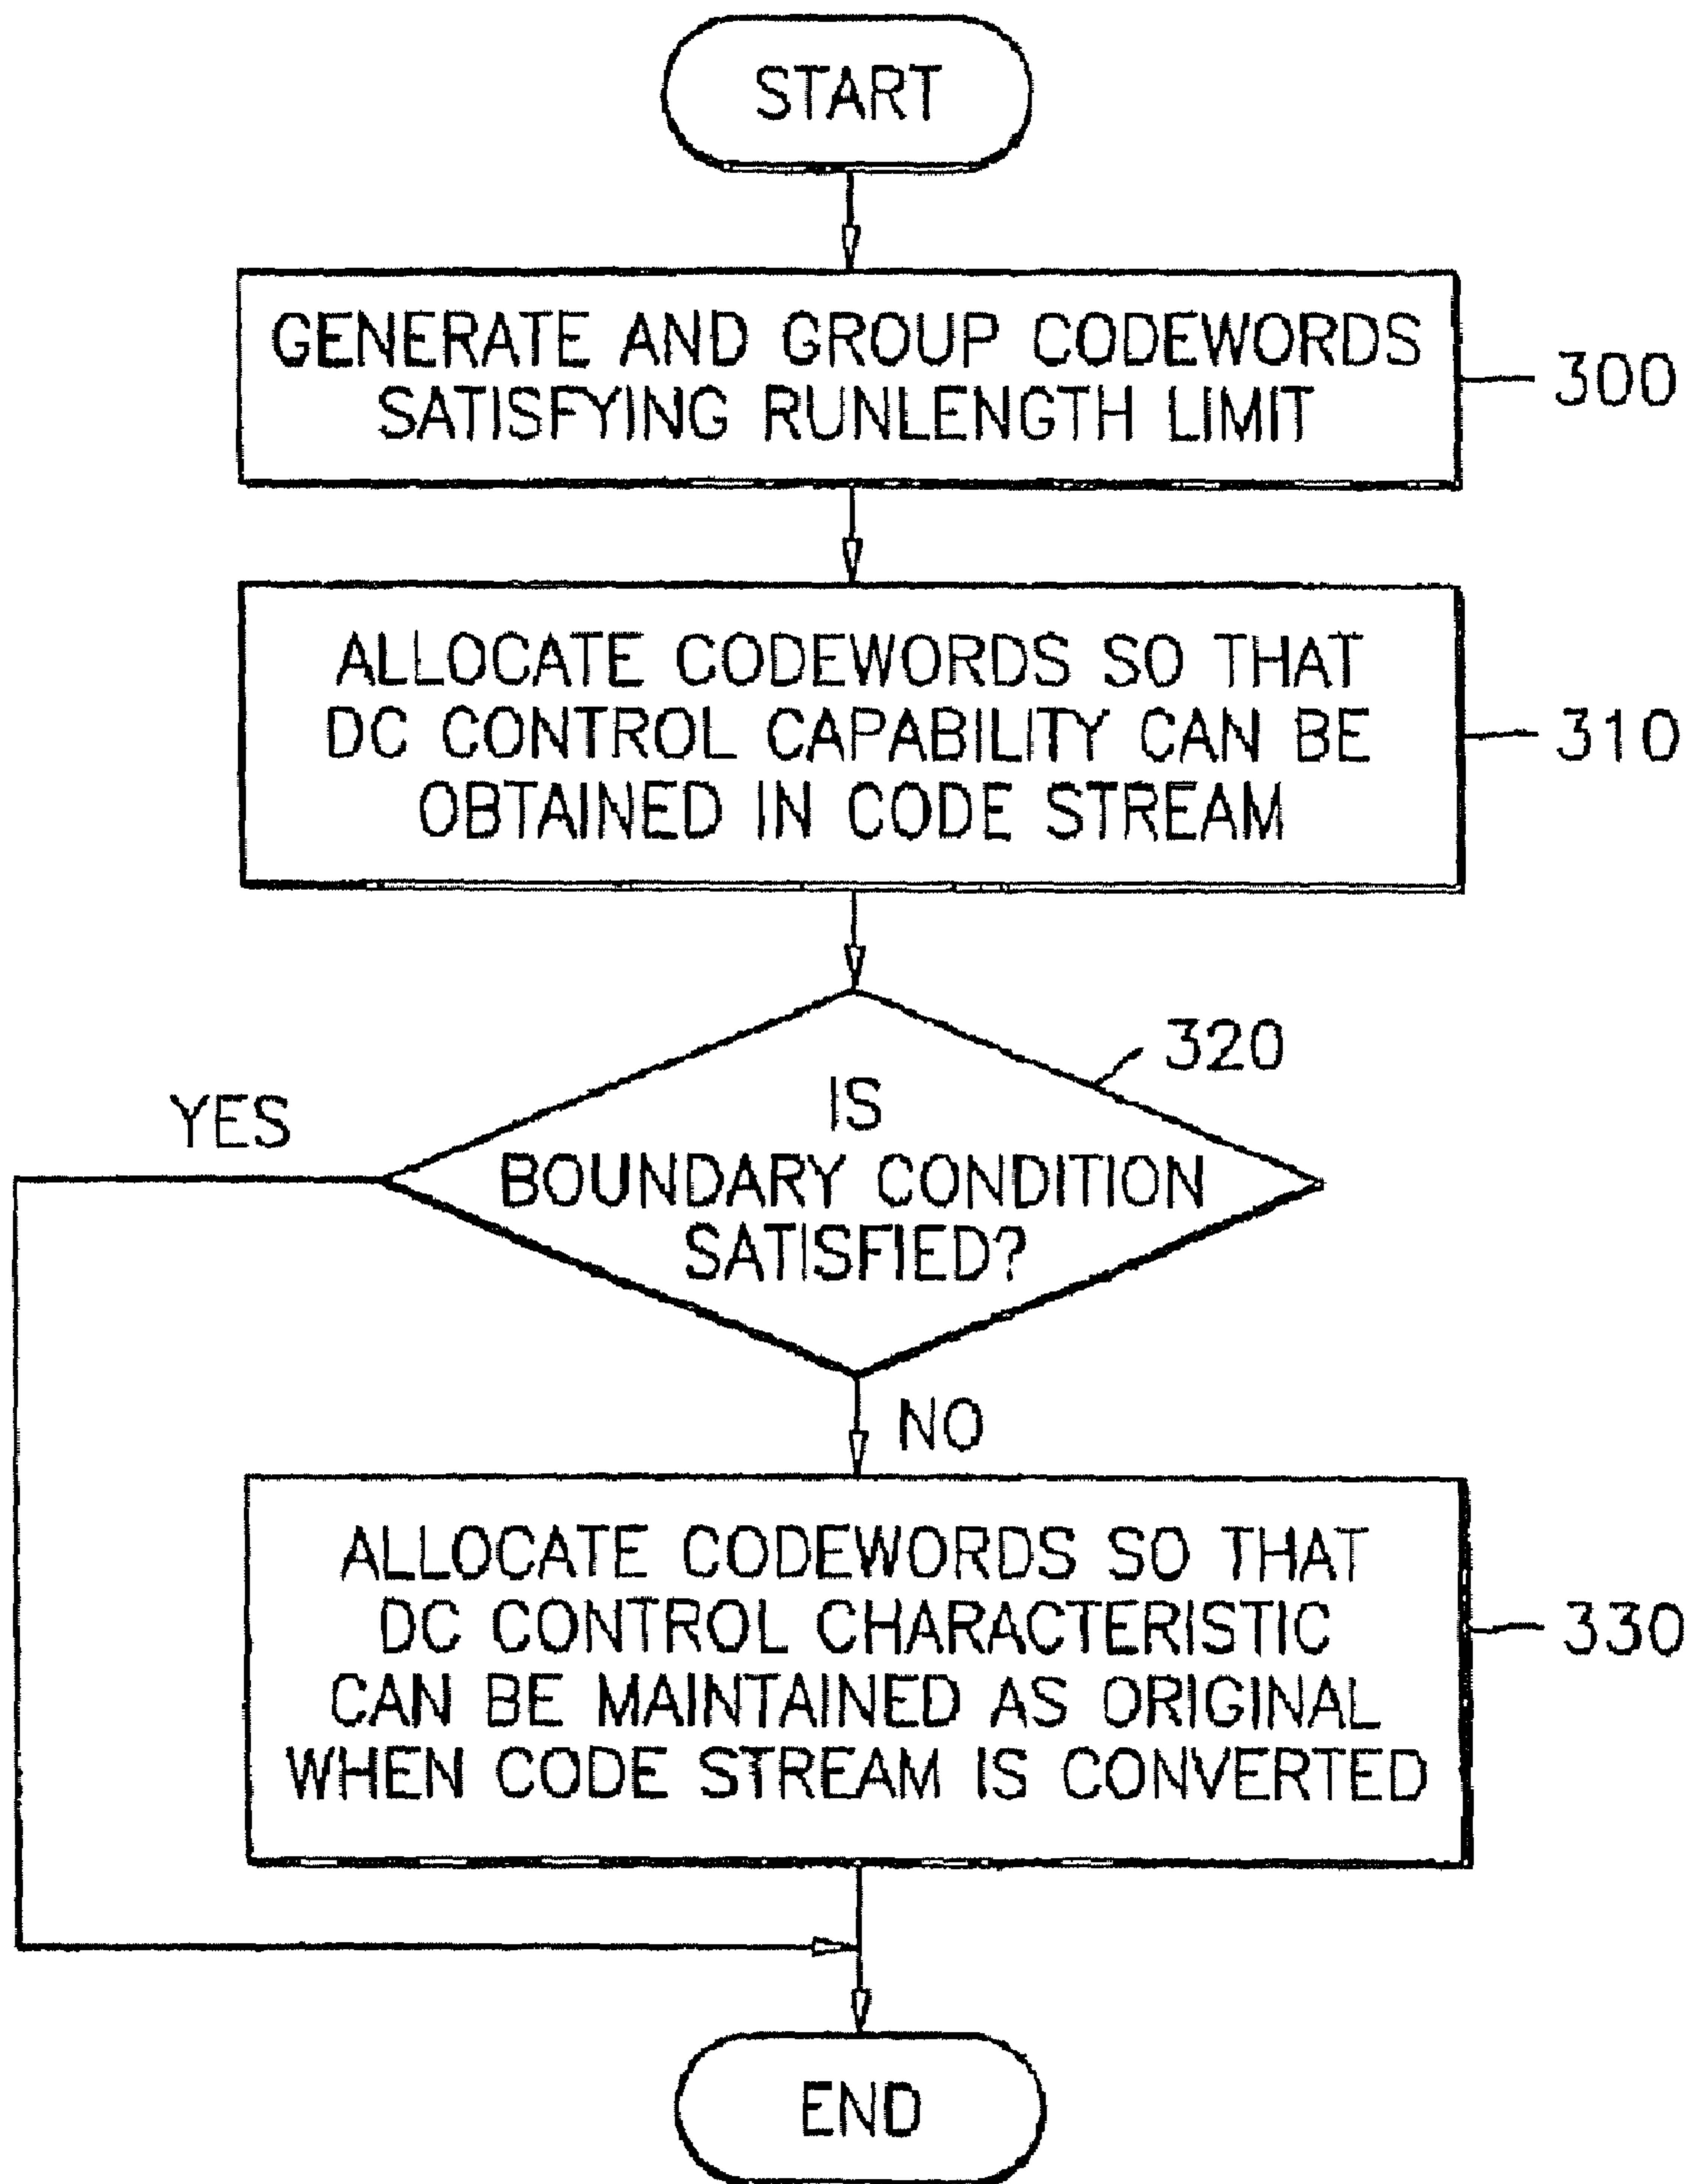 START
GENERATE AND GROUP CODEWORDS
SATISFYING RUNLENGTH LIMIT
300
ALLOCATE CODEWORDS SO THAT
DC CONTROL CAPABILITY CAN BE
OBTAINED IN CODE STREAM
310
320
IS
BOUNDARY CONDITION
SATISFIED?
YES
NO
ALLOCATE CODEWORDS SO THAT
DC CONTROL CHARACTERISTIC
CAN BE MAINTAINED AS ORIGINAL
WHEN CODE STREAM IS CONVERTED
330
END